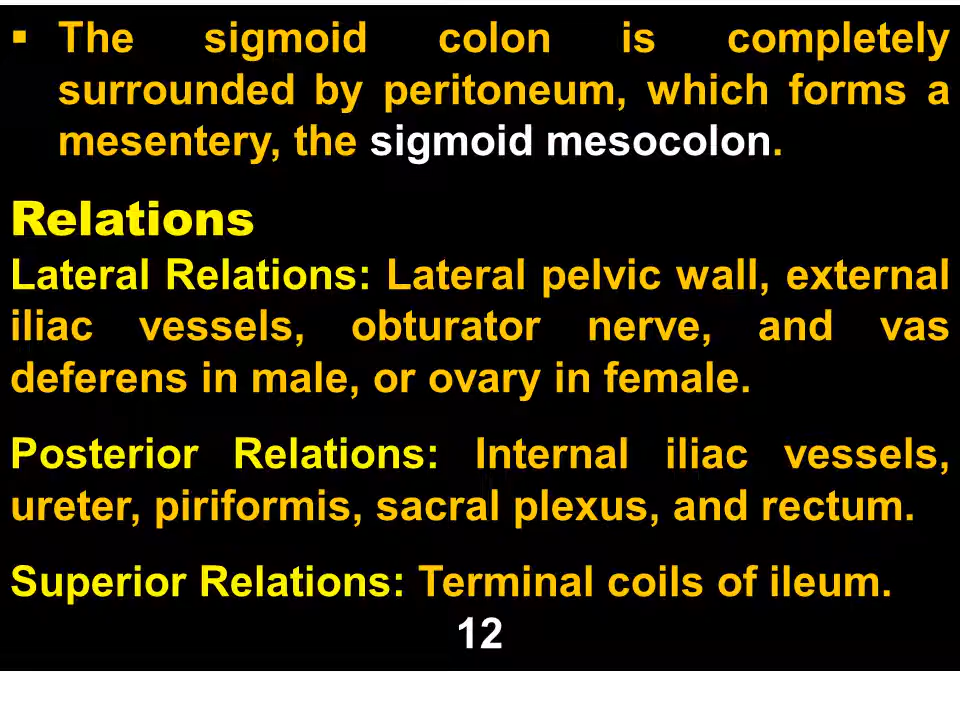 ▪ The sigmoid colon is completely
surrounded by peritoneum, which forms a
mesentery, the sigmoid mesocolon.
Relations
Lateral Relations: Lateral pelvic wall, external
iliac vessels, obturator nerve, and vas
deferens in male, or ovary in female.
Posterior Relations: Internal iliac vessels,
ureter, piriformis, sacral plexus, and rectum.
Superior Relations: Terminal coils of ileum.
12